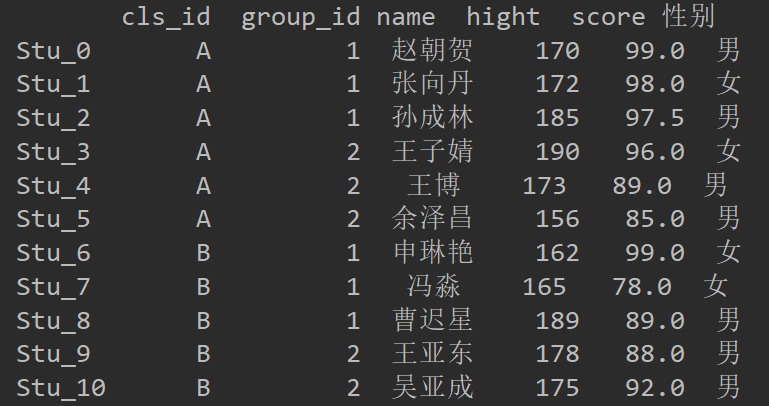 cls_id group_id name hight score 性别
Stu_0 A 1 赵朝贺 170 99.0 男
Stu_1 A 1 张向丹 172 98.0 女
Stu_2 A 1 孙成林 185 97.5 男
Stu_3 A 2 王子婧 190 96.0 女
Stu_4 A 2 王博 173 89.0 男
Stu_5 A 2 余泽昌 156 85.0 男
Stu_6 B 1 申琳艳 162 99.0 女
Stu_7 B 1 冯淼 165 78.0 女
Stu_8 B 1 曹迟星 189 89.0 男
Stu_9 B 2 王亚东 178 88.0 男
Stu_10 B 2 吴亚成 175 92.0 男